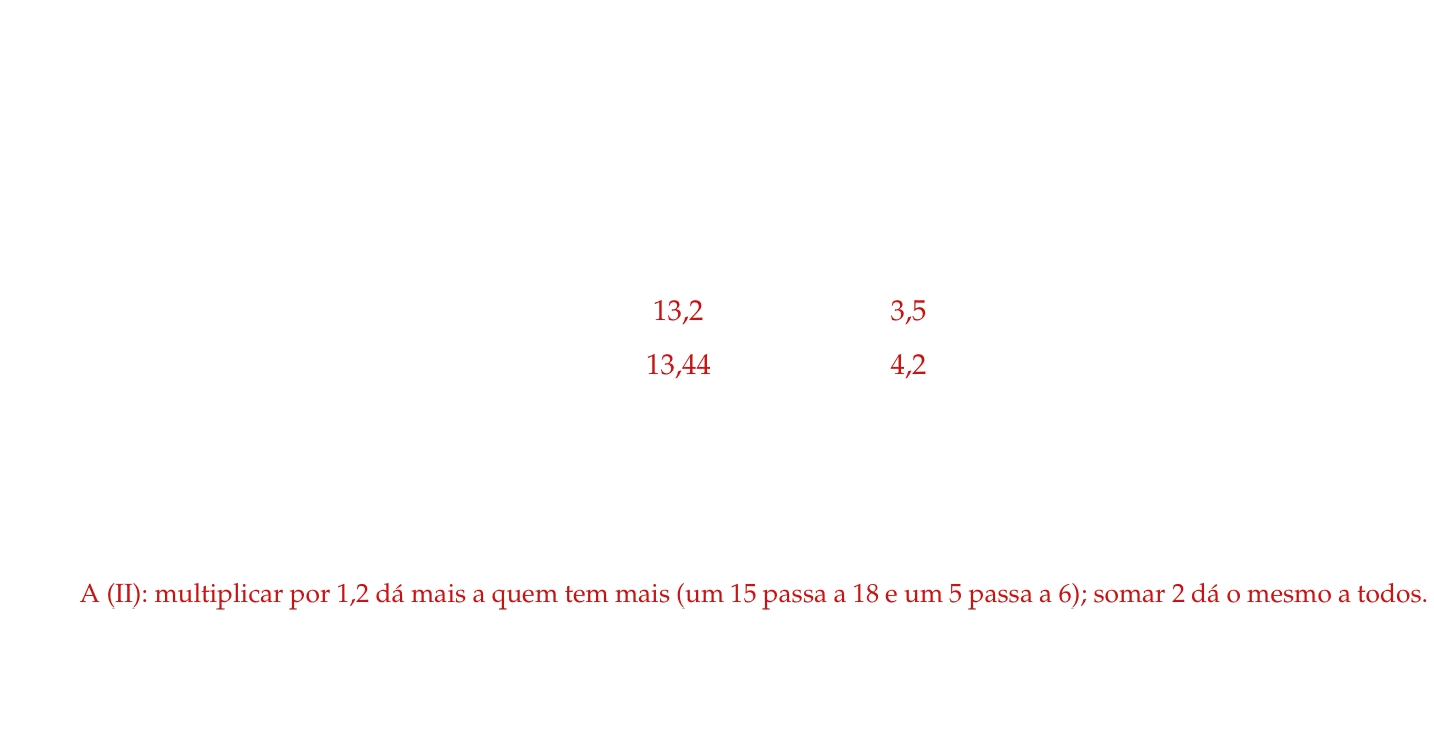 13,2 3,5
13,44 4,2
A (II): multiplicar por 1,2 dá mais a quem tem mais (um 15 passa a 18 e um 5 passa a 6); somar 2 dá o mesmo a todos.